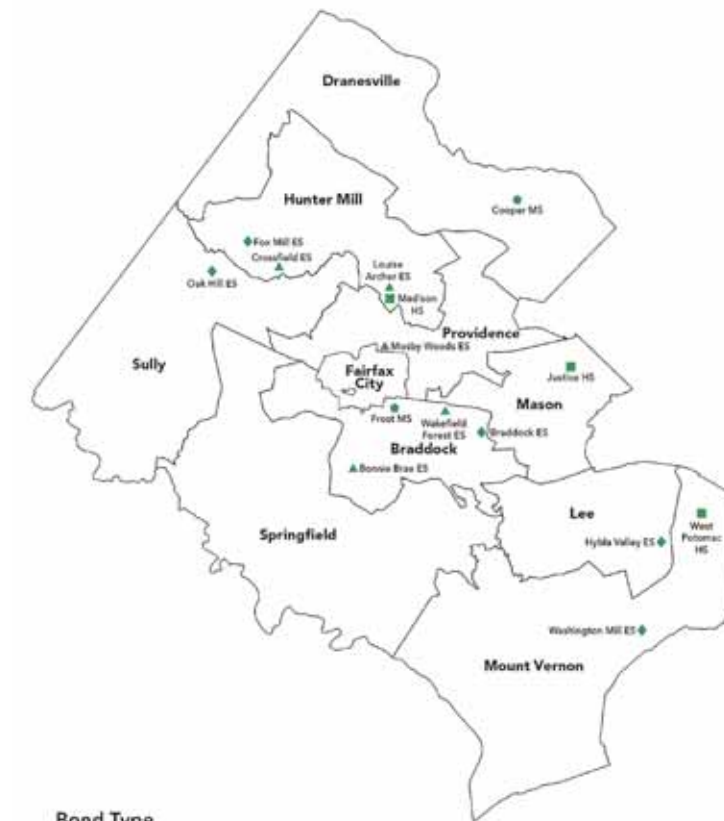 Dranesville
Hunter Mill
Cooper MS
Fox Mill ES
Crossfield ES
Oak Hill ES
Louise
Archer ES
Madison
HS
Providence
Mosby Woods ES
Sully
Fairfax
City
Justice HS
Mason
Frost MS
Wakefield
Forest ES
Braddock ES
Braddock
Bonnie Brae ES
Lee
West
Potomac
HS
Springfield
Hybla Valley ES
Washington Mill ES
Mount Vernon
Bond Type